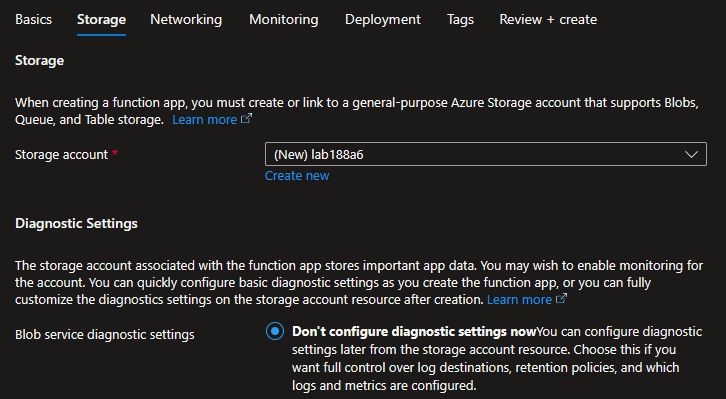 Basics Storage Networking Monitoring Deployment Tags Review + create
Storage
When creating a function app, you must create or link to a general-purpose Azure Storage account that supports Blobs,
Queue, and Table storage. Learn more
Storage account * (New) lab188a6
Create new
Diagnostic Settings
The storage account associated with the function app stores important app data. You may wish to enable monitoring for
the account. You can quickly configure basic diagnostic settings as you create the function app, or you can fully
customize the diagnostics settings on the storage account resource after creation. Learn more
Blob service diagnostic settings Don't configure diagnostic settings nowYou can configure diagnostic
settings later from the storage account resource. Choose this if you
want full control over log destinations, retention policies, and which
logs and metrics are configured.